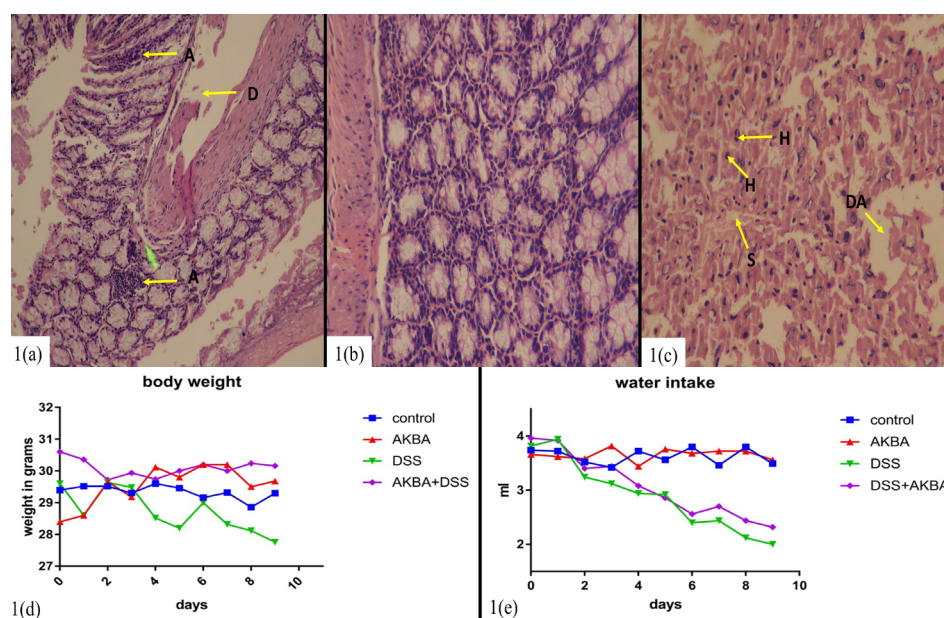 A
D
A
1(a)
1(b)
H
H
S
DA
1(c)
body weight
weight in grams
32
31
30
29
28
27
0
2
4
6
8
10
days
control
AKBA
DSS
AKBA+DSS
1(d)
water intake
ml
4
3
2
0
2
4
6
8
10
days
control
AKBA
DSS
DSS+AKBA
1(e)